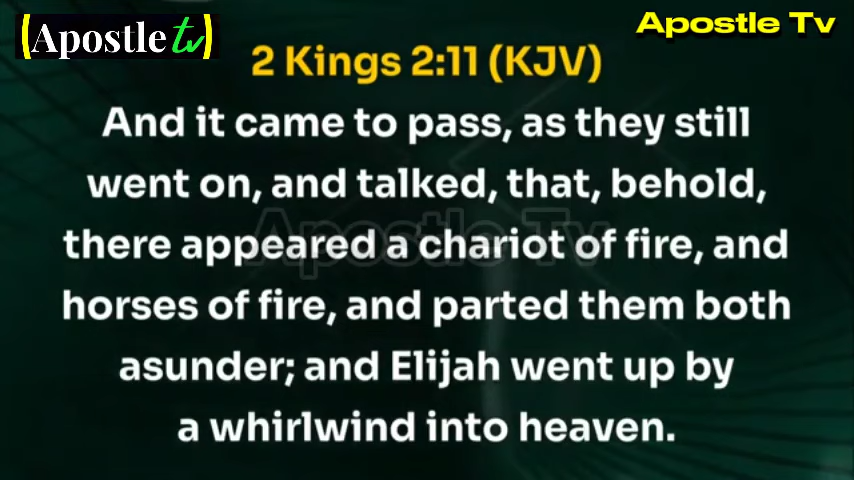 (Apostle tv)
Apostle Tv
2 Kings 2:11 (KJV)
And it came to pass, as they still
went on, and talked, that, behold,
there appeared a chariot of fire, and
Apostle Tv
horses of fire, and parted them both
asunder; and Elijah went up by
a whirlwind into heaven.